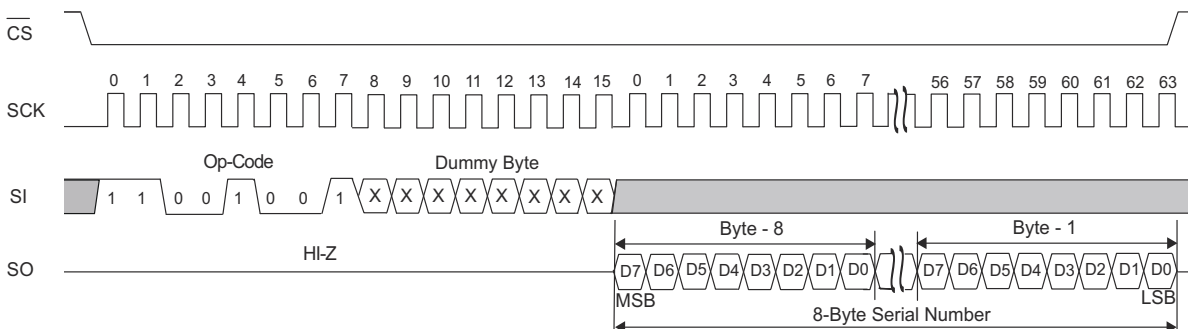 CS
0 1 2 3 4 5 6 7 8 9 10 11 12 13 14 15 0 1 2 3 4 5 6 7 56 57 58 59 60 61 62 63
SCK
Op-Code Dummy Byte
SI 1 1 0 0 1 0 0 1 X X X X X X X X
Byte - 8 Byte - 1
HI-Z
SO D7 D6 D5 D4 D3 D2 D1 D0 D7 D6 D5 D4 D3 D2 D1 D0
MSB LSB
8-Byte Serial Number